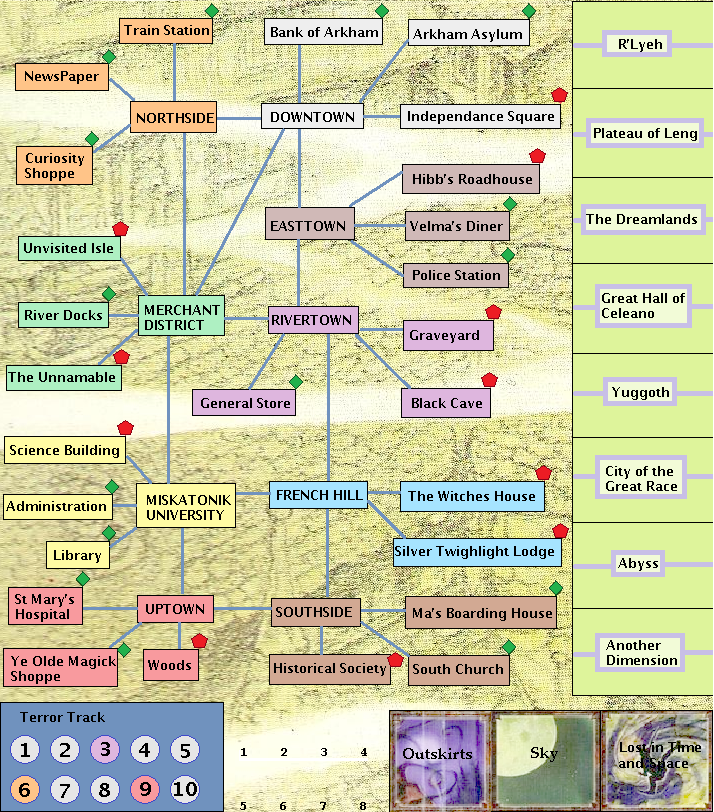 Train Station
Bank of Arkham
Arkham Asylum
R'Lyeh
NewsPaper
NORTHSIDE
DOWNTOWN
Independance Square
Plateau of Leng
Curiosity
Shoppe
Hibb's Roadhouse
EASTTOWN
Velma's Diner
The Dreamlands
Unvisited Isle
Police Station
River Docks
MERCHANT
DISTRICT
RIVERTOWN
Graveyard
Great Hall of
Celeano
The Unnamable
General Store
Black Cave
Yuggoth
Science Building
Administration
MISKATONIK
UNIVERSITY
FRENCH HILL
The Witches House
City of the
Great Race
Library
Silver Twighlight Lodge
Abyss
St Mary's
Hospital
UPTOWN
SOUTHSIDE
Ma's Boarding House
Ye Olde Magick
Shoppe
Woods
Historical Society
South Church
Another
Dimension
Terror Track
1 2 3 4 5
6 7 8 9 10
1 2 3 4
5 6 7 8
Outskirts
Sky
Lost in Time
and Space